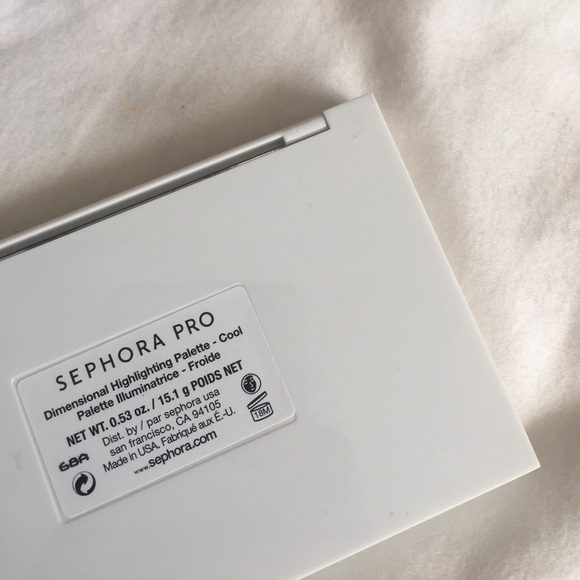 SEPHORA PRO
Dimensional Highlighting Palette - Cool
Palette Illuminatrice - Froide
NET WT. 0.53 oz. / 15.1 g POIDS NET
Dist. by / par sephora usa
san francisco, CA 94105
Made in USA. Fabriqué aux É.-U.
www.sephora.com
68A
18M